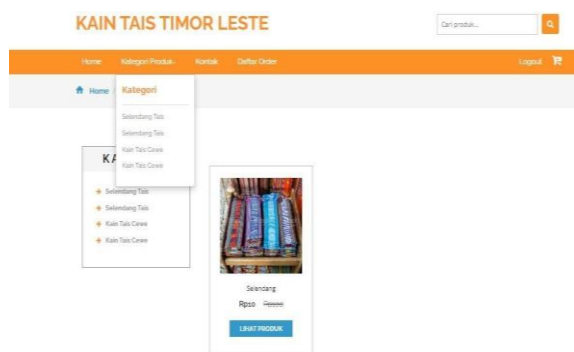 KAIN TAIS TIMOR LESTE
Cari produk...
Home Kategori Produk Kontak Daftar Order Logout
Home /
Kategori
Selendang Tais
Selendang Tais
Kain Tais Cewe
Kain Tais Cewe
KA
Selendang Tais
Selendang Tais
Kain Tais Cewe
Kain Tais Cewe
Selendang
Rp10
LIHAT PRODUK